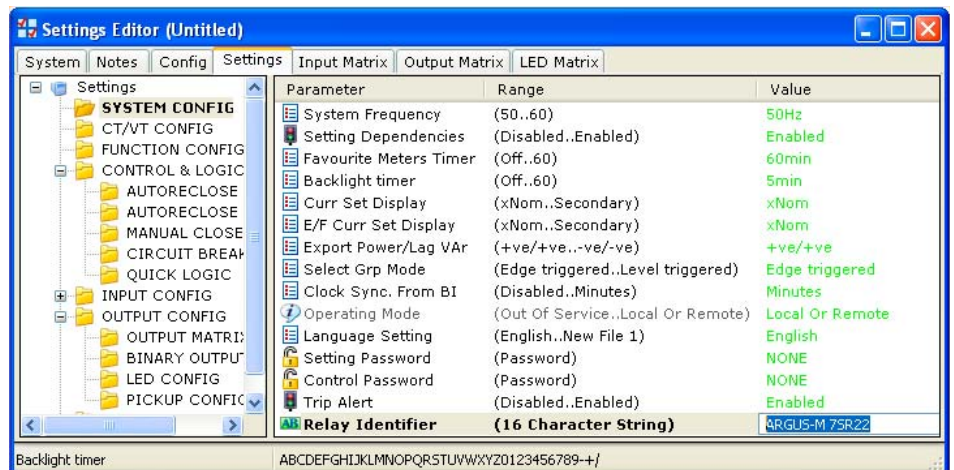 Settings Editor (Untitled)
System Notes Config Settings Input Matrix Output Matrix LED Matrix
Settings
SYSTEM CONFIG
CT/VT CONFIG
FUNCTION CONFIG
CONTROL & LOGIC
AUTORECLOSE
AUTORECLOSE
MANUAL CLOSE
CIRCUIT BREAK
QUICK LOGIC
INPUT CONFIG
OUTPUT CONFIG
OUTPUT MATRIX
BINARY OUTPUT
LED CONFIG
PICKUP CONFIG
Parameter Range Value
System Frequency (50..60) 50Hz
Setting Dependencies (Disabled..Enabled) Enabled
Favourite Meters Timer (Off..60) 60min
Backlight timer (Off..60) 5min
Curr Set Display (xNom..Secondary) xNom
E/F Curr Set Display (xNom..Secondary) xNom
Export Power/Lag VAr (+ve/+ve..-ve/-ve) +ve/+ve
Select Grp Mode (Edge triggered..Level triggered) Edge triggered
Clock Sync. From BI (Disabled..Minutes) Minutes
Operating Mode (Out Of Service..Local Or Remote) Local Or Remote
Language Setting (English..New File 1) English
Setting Password (Password) NONE
Control Password (Password) NONE
Trip Alert (Disabled..Enabled) Enabled
AB Relay Identifier (16 Character String) ARGUS-M 7SR22
Backlight timer ABCDEFGHIJKLMNOPQRSTUVWXYZ0123456789-+/